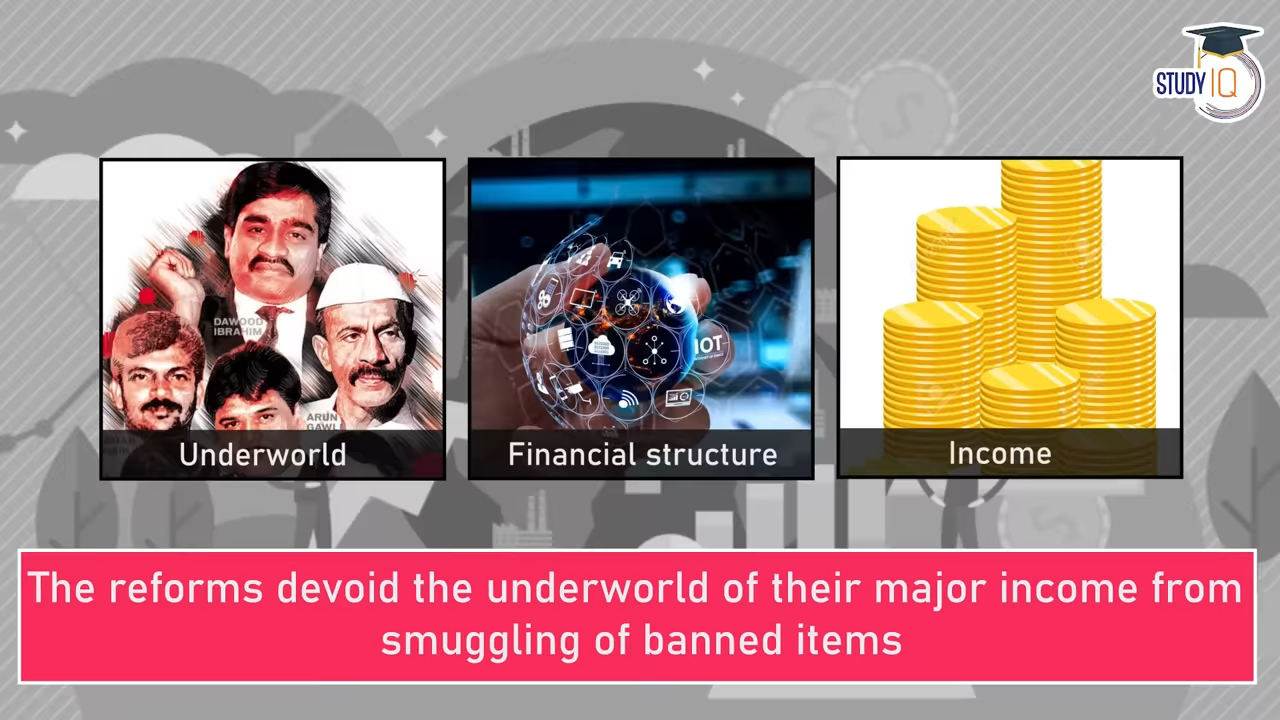 STUDY IQ
DAWOOD
IBRAHIM
ARUN
GAWLI
IOT
Underworld
Financial structure
Income
The reforms devoid the underworld of their major income from
smuggling of banned items